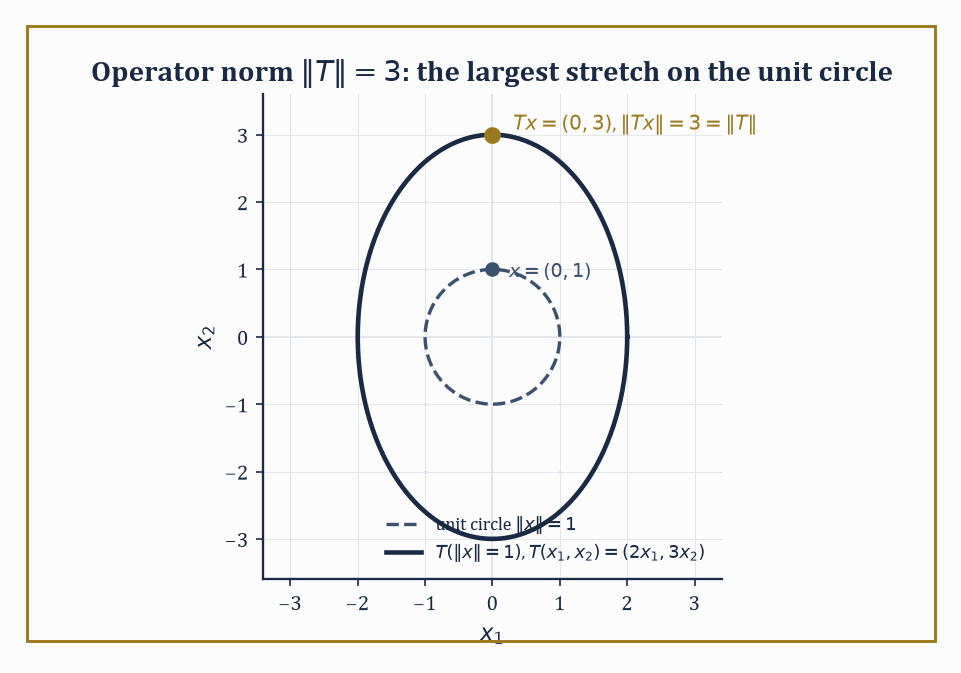 Operator norm ‖T‖ = 3: the largest stretch on the unit circle
Tx = (0, 3), ‖Tx‖ = 3 = ‖T‖
x = (0, 1)
x₂
3
2
1
0
−1
−2
−3
unit circle ‖x‖ = 1
T(‖x‖ = 1), T(x₁, x₂) = (2x₁, 3x₂)
−3 −2 −1 0 1 2 3
x₁